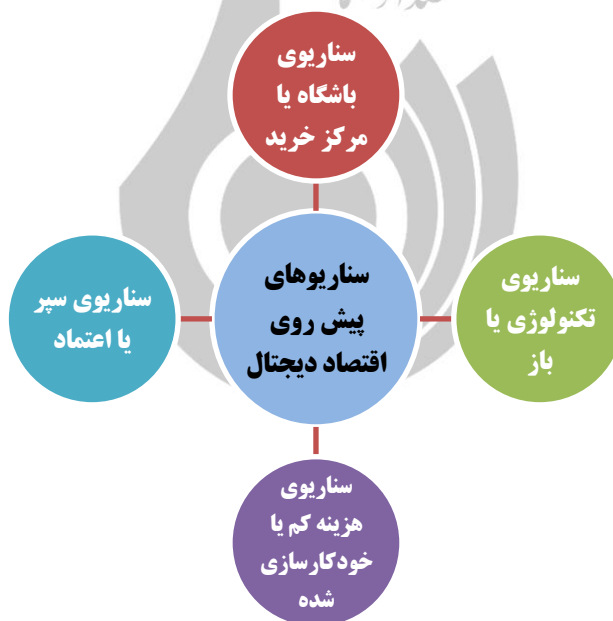 سناریوی
باشگاه یا
مرکز خرید
سناریوی
تکنولوژی یا
باز
سناریوهای
پیش روی
اقتصاد دیجتال
سناریوی سپر
یا اعتماد
سناریوی
هزینه کم یا
خودکارسازی
شده